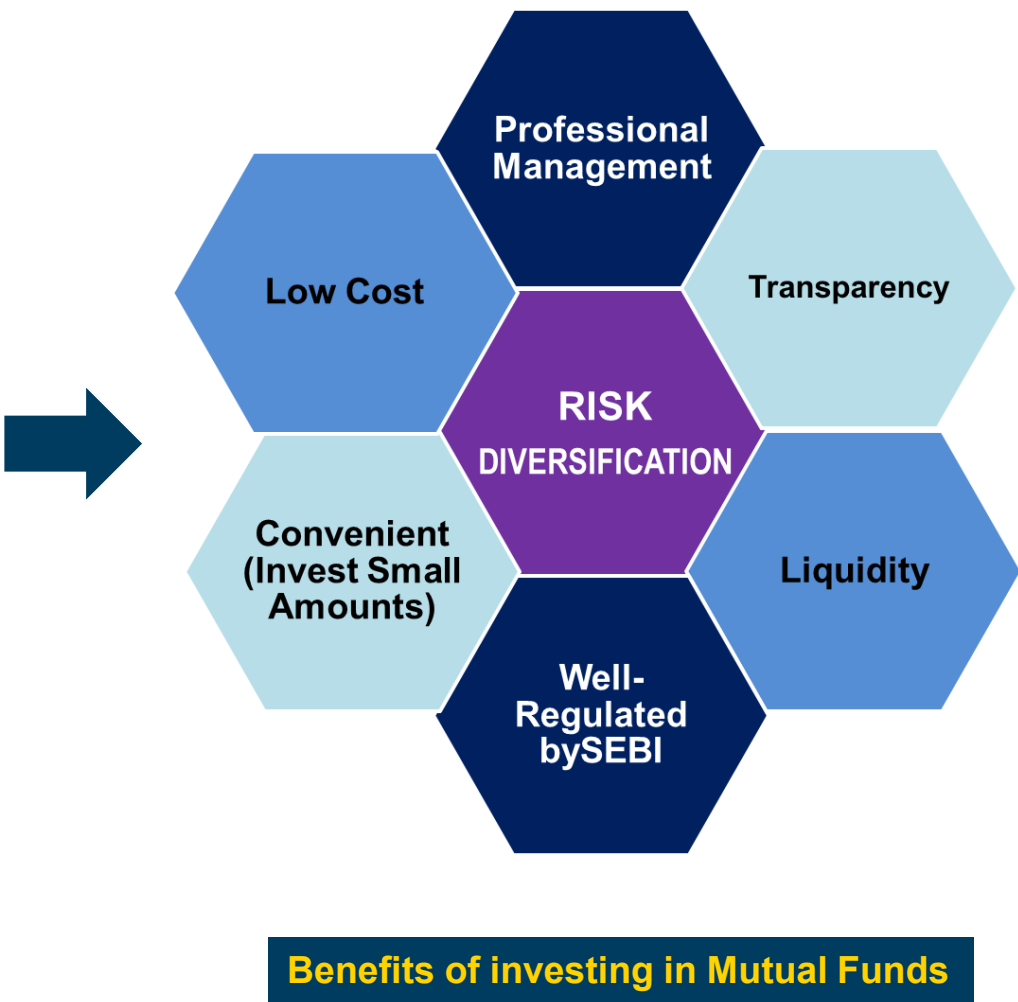 Professional
Management
Low Cost
Transparency
RISK
DIVERSIFICATION
Convenient
(Invest Small
Amounts)
Liquidity
Well-
Regulated
bySEBI
Benefits of investing in Mutual Funds